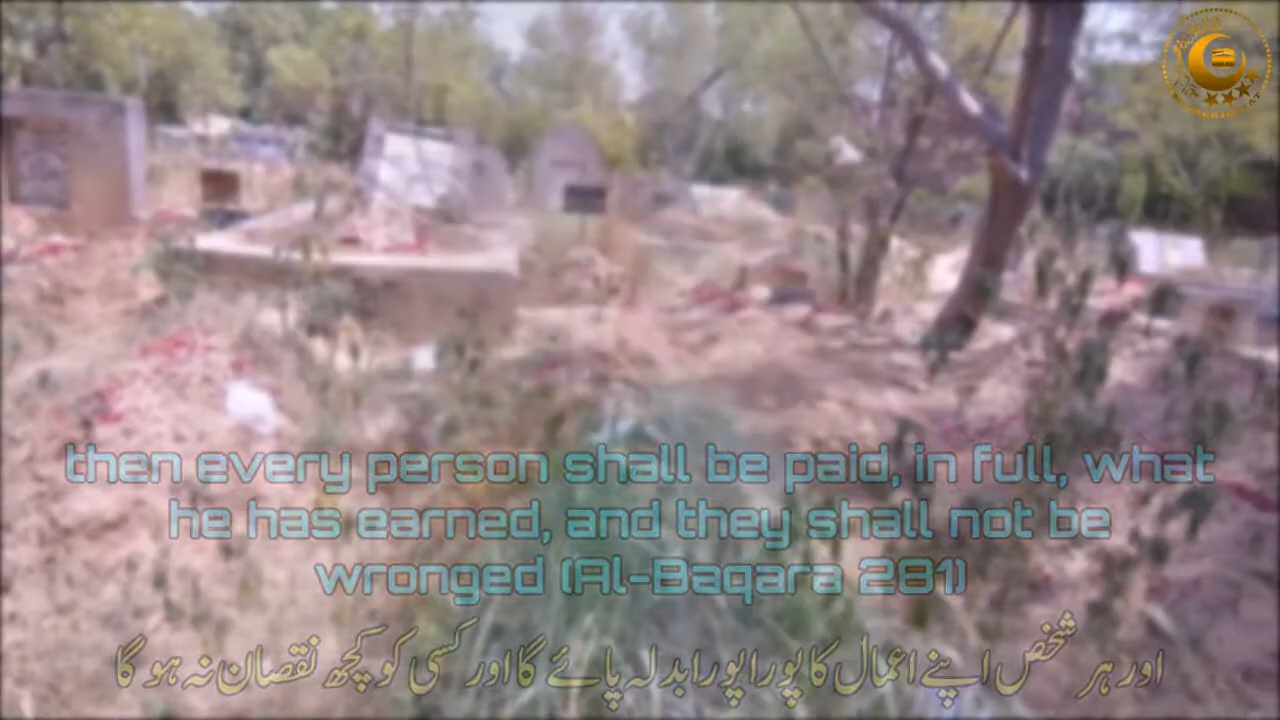 then every person shall be paid, in full, what
he has earned, and they shall not be
wronged (Al-Baqara 281)
اور ہر شخص اپنے اعمال کا پورا پورا بدلہ پائے گا اور کسی کو کچھ نقصان نہ ہو گا